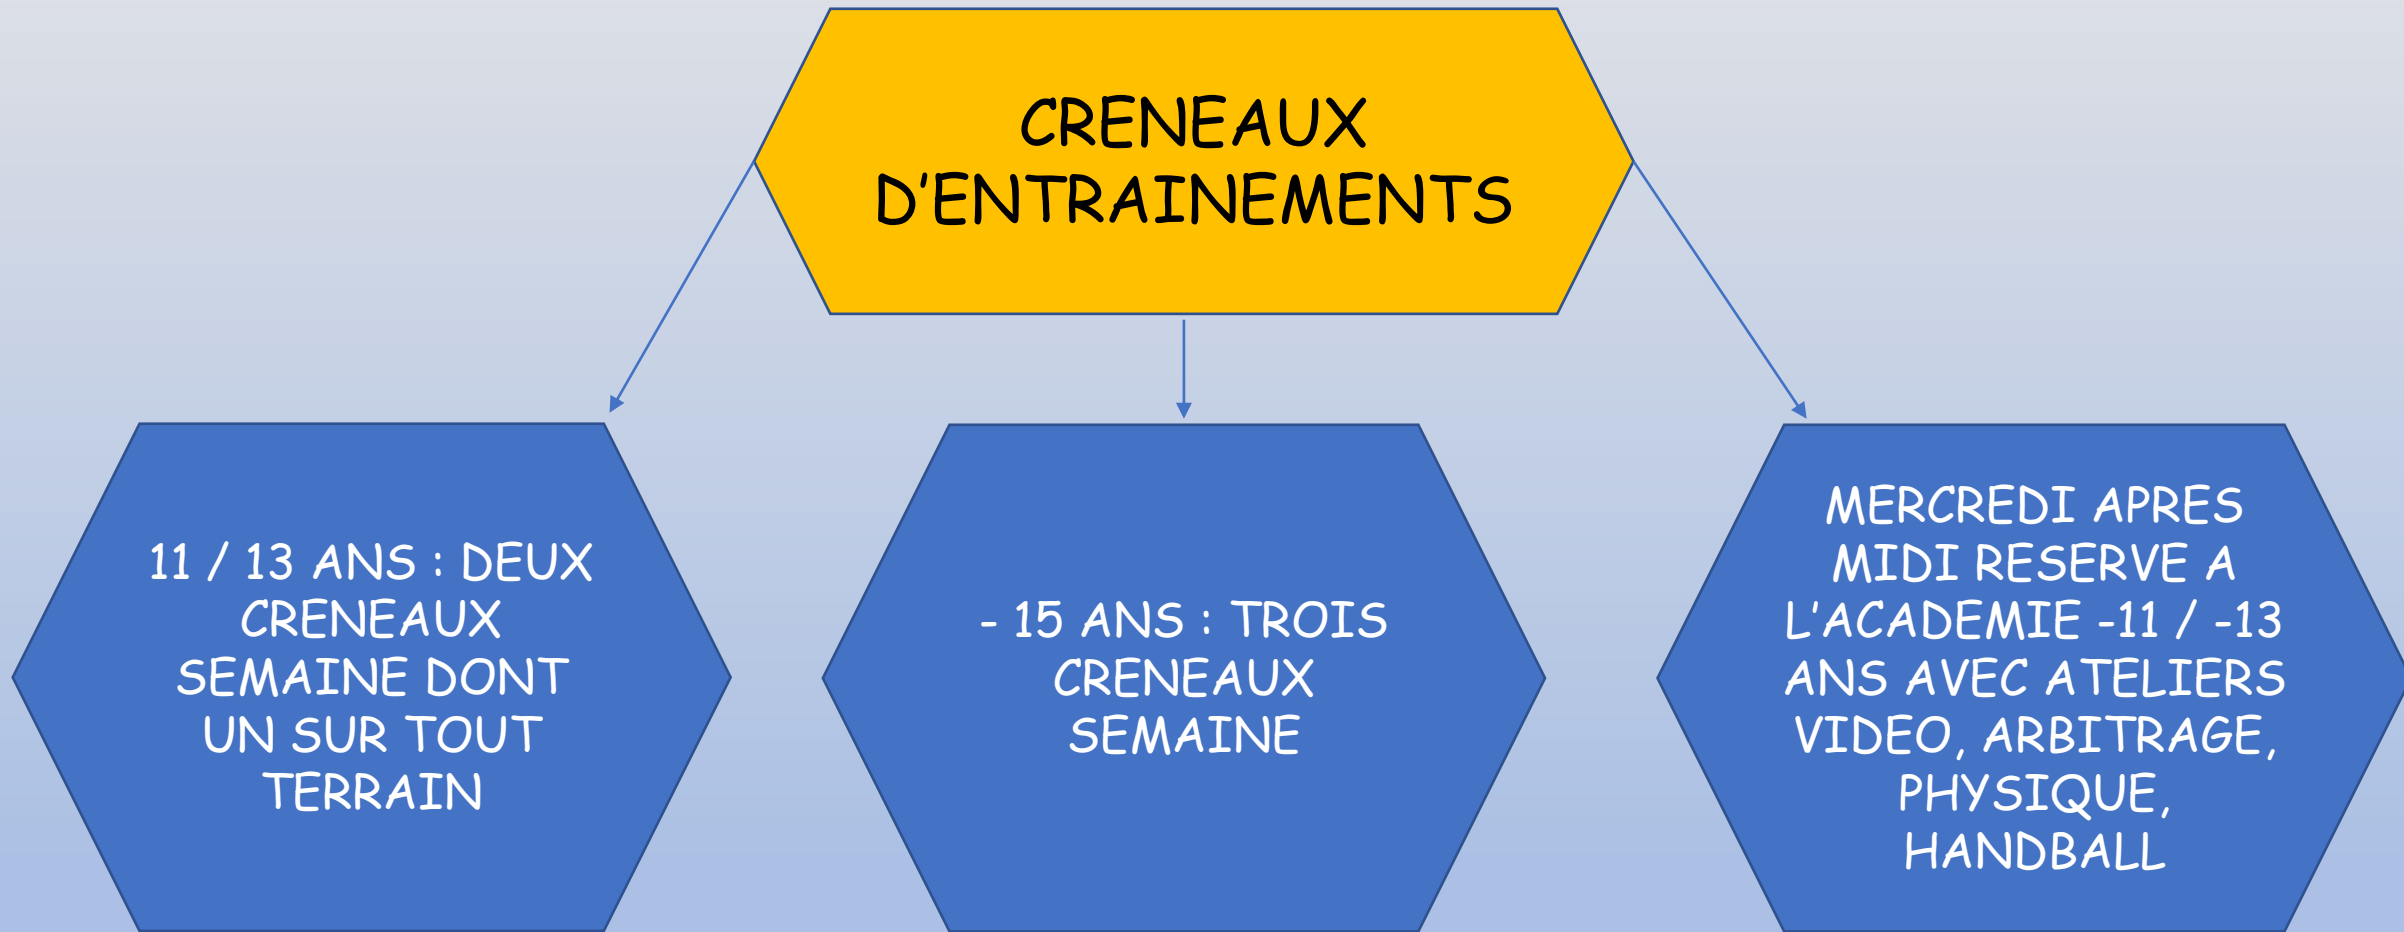 CRENEAUX
D'ENTRAINEMENTS
11 / 13 ANS : DEUX
CRENEAUX
SEMAINE DONT
UN SUR TOUT
TERRAIN
- 15 ANS : TROIS
CRENEAUX
SEMAINE
MERCREDI APRES
MIDI RESERVE A
L'ACADEMIE -11 / -13
ANS AVEC ATELIERS
VIDEO, ARBITRAGE,
PHYSIQUE,
HANDBALL